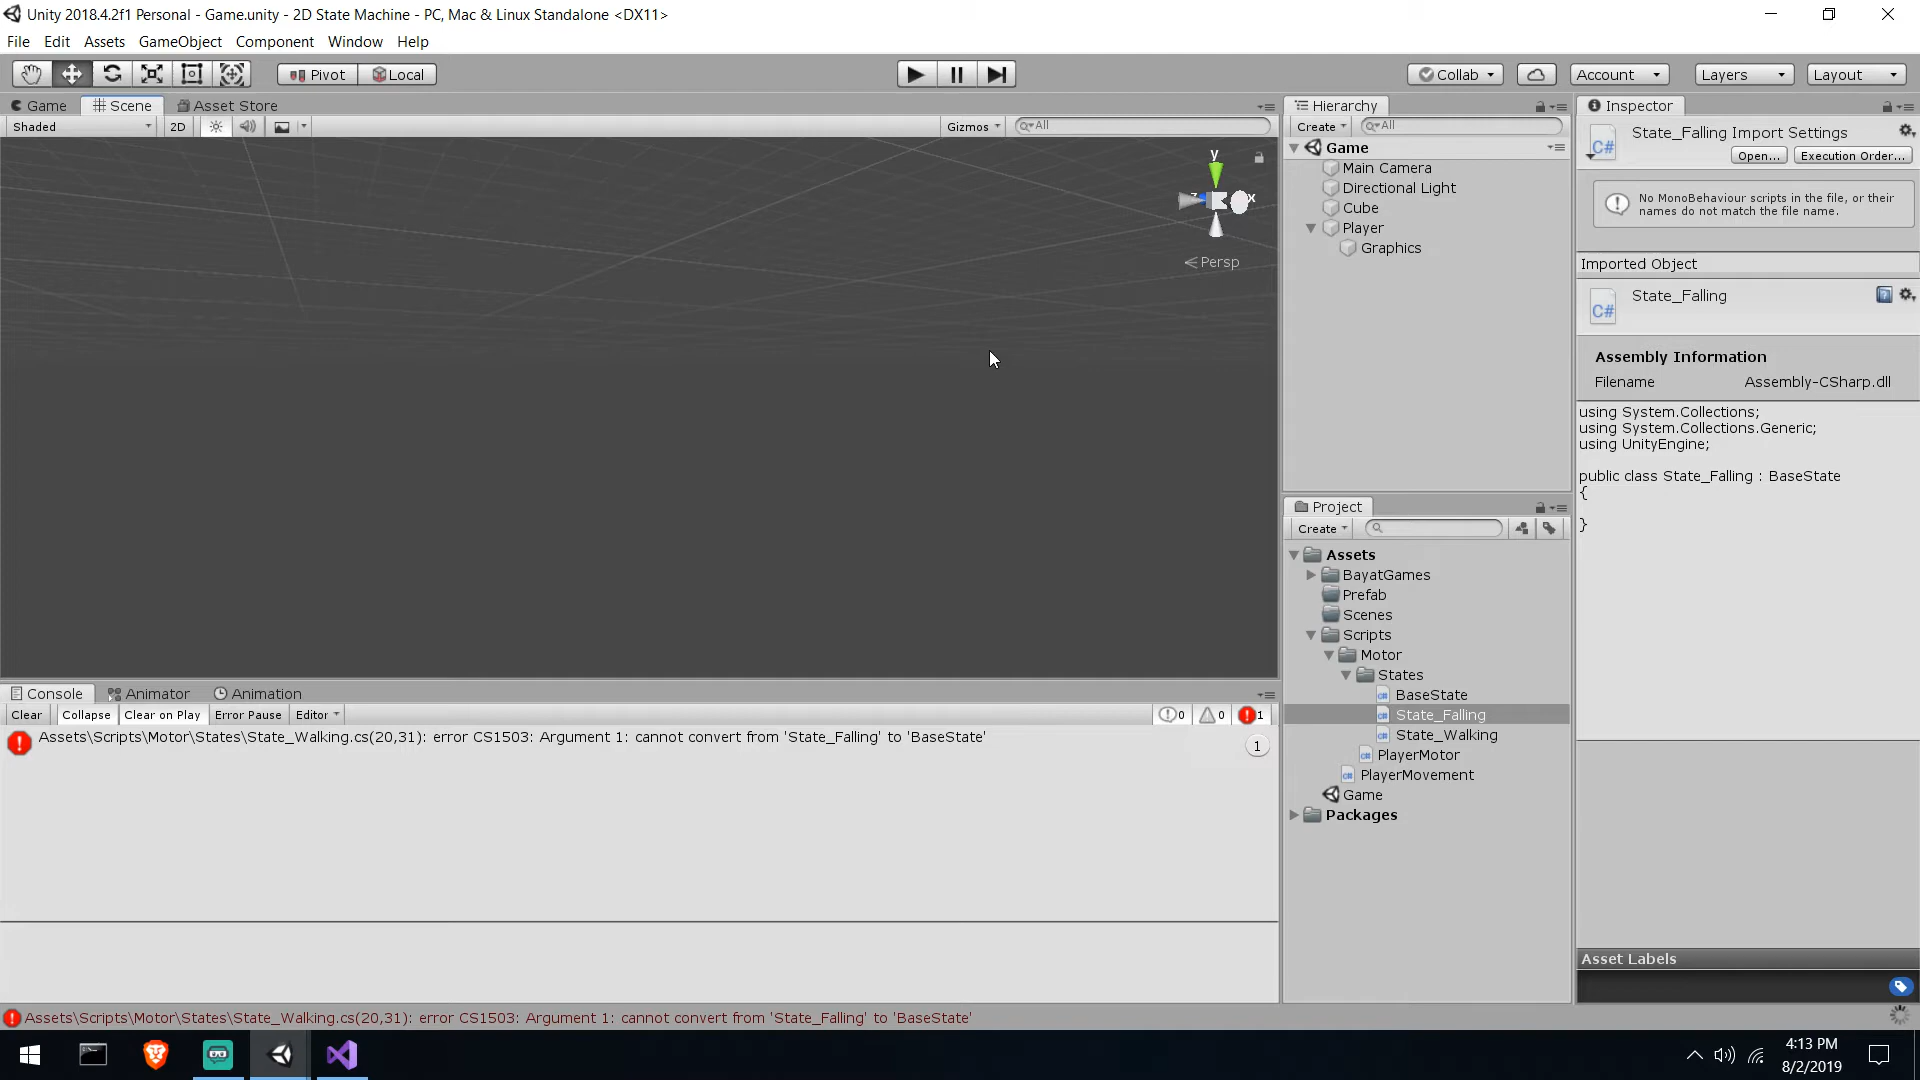 Unity 2018.4.2f1 Personal - Game.unity - 2D State Machine - PC, Mac & Linux Standalone <DX11>
File Edit Assets GameObject Component Window Help
Pivot Local Collab Account Layers Layout
Game Scene Asset Store
Shaded 2D Gizmos All
y
z x
Persp
Hierarchy
Create All
Game
Main Camera
Directional Light
Cube
Player
Graphics
Project
Create
Assets
BayatGames
Prefab
Scenes
Scripts
Motor
States
BaseState
State_Falling
State_Walking
PlayerMotor
PlayerMovement
Game
Packages
Inspector
State_Falling Import Settings
C#
Open... Execution Order...
No MonoBehaviour scripts in the file, or their
names do not match the file name.
Imported Object
State_Falling
C#
Assembly Information
Filename Assembly-CSharp.dll
using System.Collections;
using System.Collections.Generic;
using UnityEngine;
public class State_Falling : BaseState
{
}
Asset Labels
Console Animator Animation
Clear Collapse Clear on Play Error Pause Editor 0 0 1
Assets\Scripts\Motor\States\State_Walking.cs(20,31): error CS1503: Argument 1: cannot convert from 'State_Falling' to 'BaseState'
1
Assets\Scripts\Motor\States\State_Walking.cs(20,31): error CS1503: Argument 1: cannot convert from 'State_Falling' to 'BaseState'
4:13 PM
8/2/2019